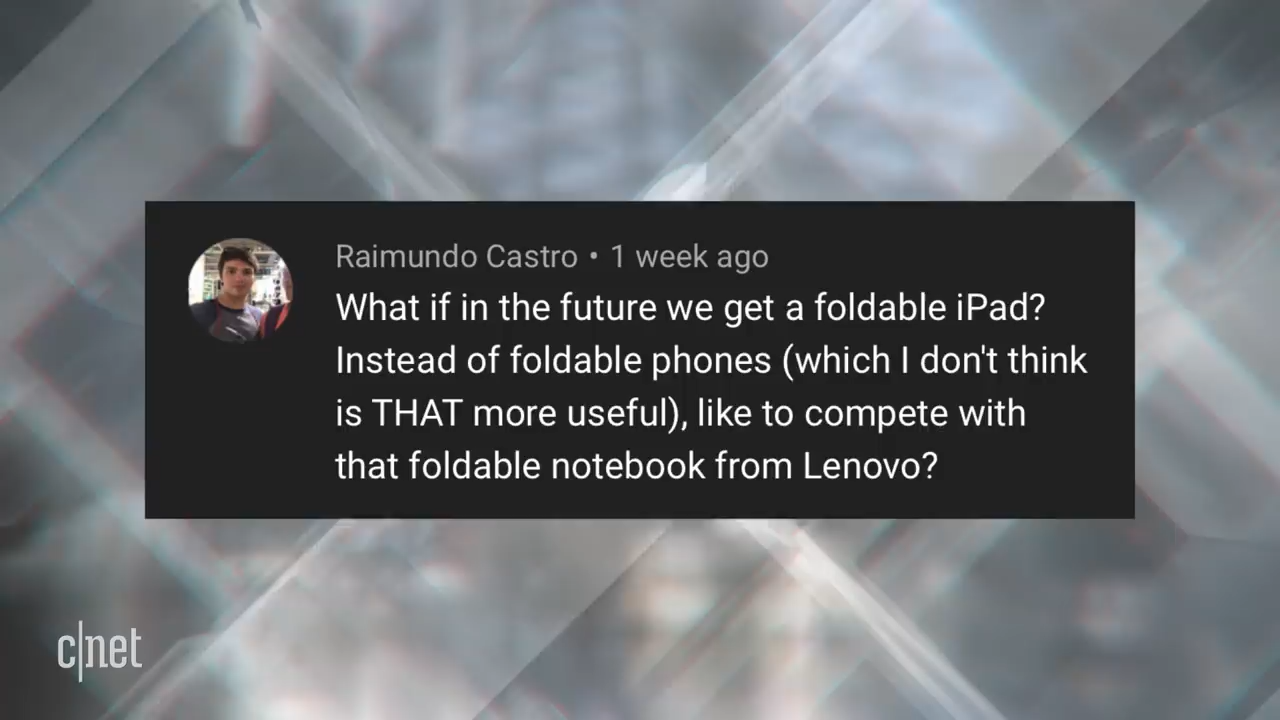 Raimundo Castro • 1 week ago
What if in the future we get a foldable iPad?
Instead of foldable phones (which I don't think
is THAT more useful), like to compete with
that foldable notebook from Lenovo?
c|net